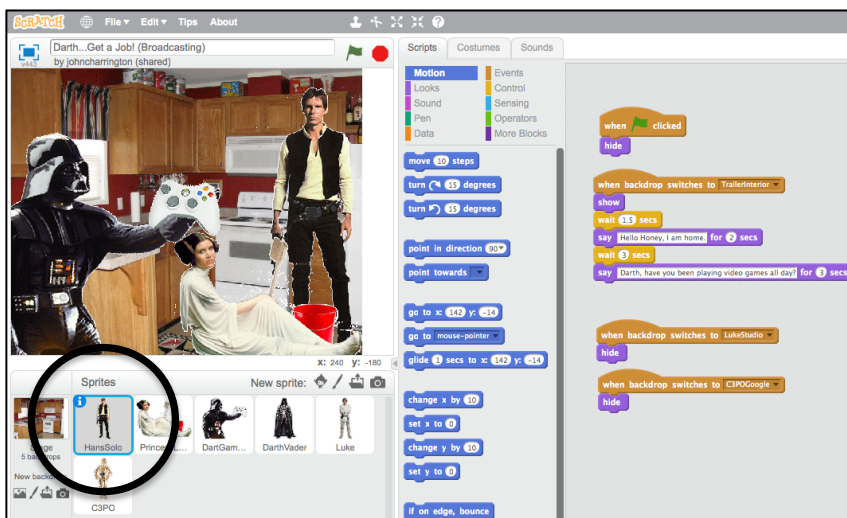 SCRATCH File▼ Edit▼ Tips About
Darth...Get a Job! (Broadcasting)
by johncharrington (shared)
v443
X: 240 y: -180
Sprites New sprite:
Stage
5 backdrops
New backdrop
HansSolo
DartGam...
DarthVader
Luke
C3PO
Scripts Costumes Sounds
Motion Events
Looks Control
Sound Sensing
Pen Operators
Data More Blocks
move 10 steps
turn 15 degrees
turn 15 degrees
point in direction 90▼
point towards
go to x: 142 y: -14
go to mouse-pointer
glide 1 secs to x: 142 y: -14
change x by 10
set x to 0
change y by 10
set y to 0
if on edge, bounce
when clicked
hide
when backdrop switches to TrailerInterior
show
wait 1.5 secs
say Hello Honey, I am home. for 2 secs
wait 3 secs
say Darth, have you been playing video games all day? for 3 secs
when backdrop switches to LukeStudio
hide
when backdrop switches to C3POGoogle
hide